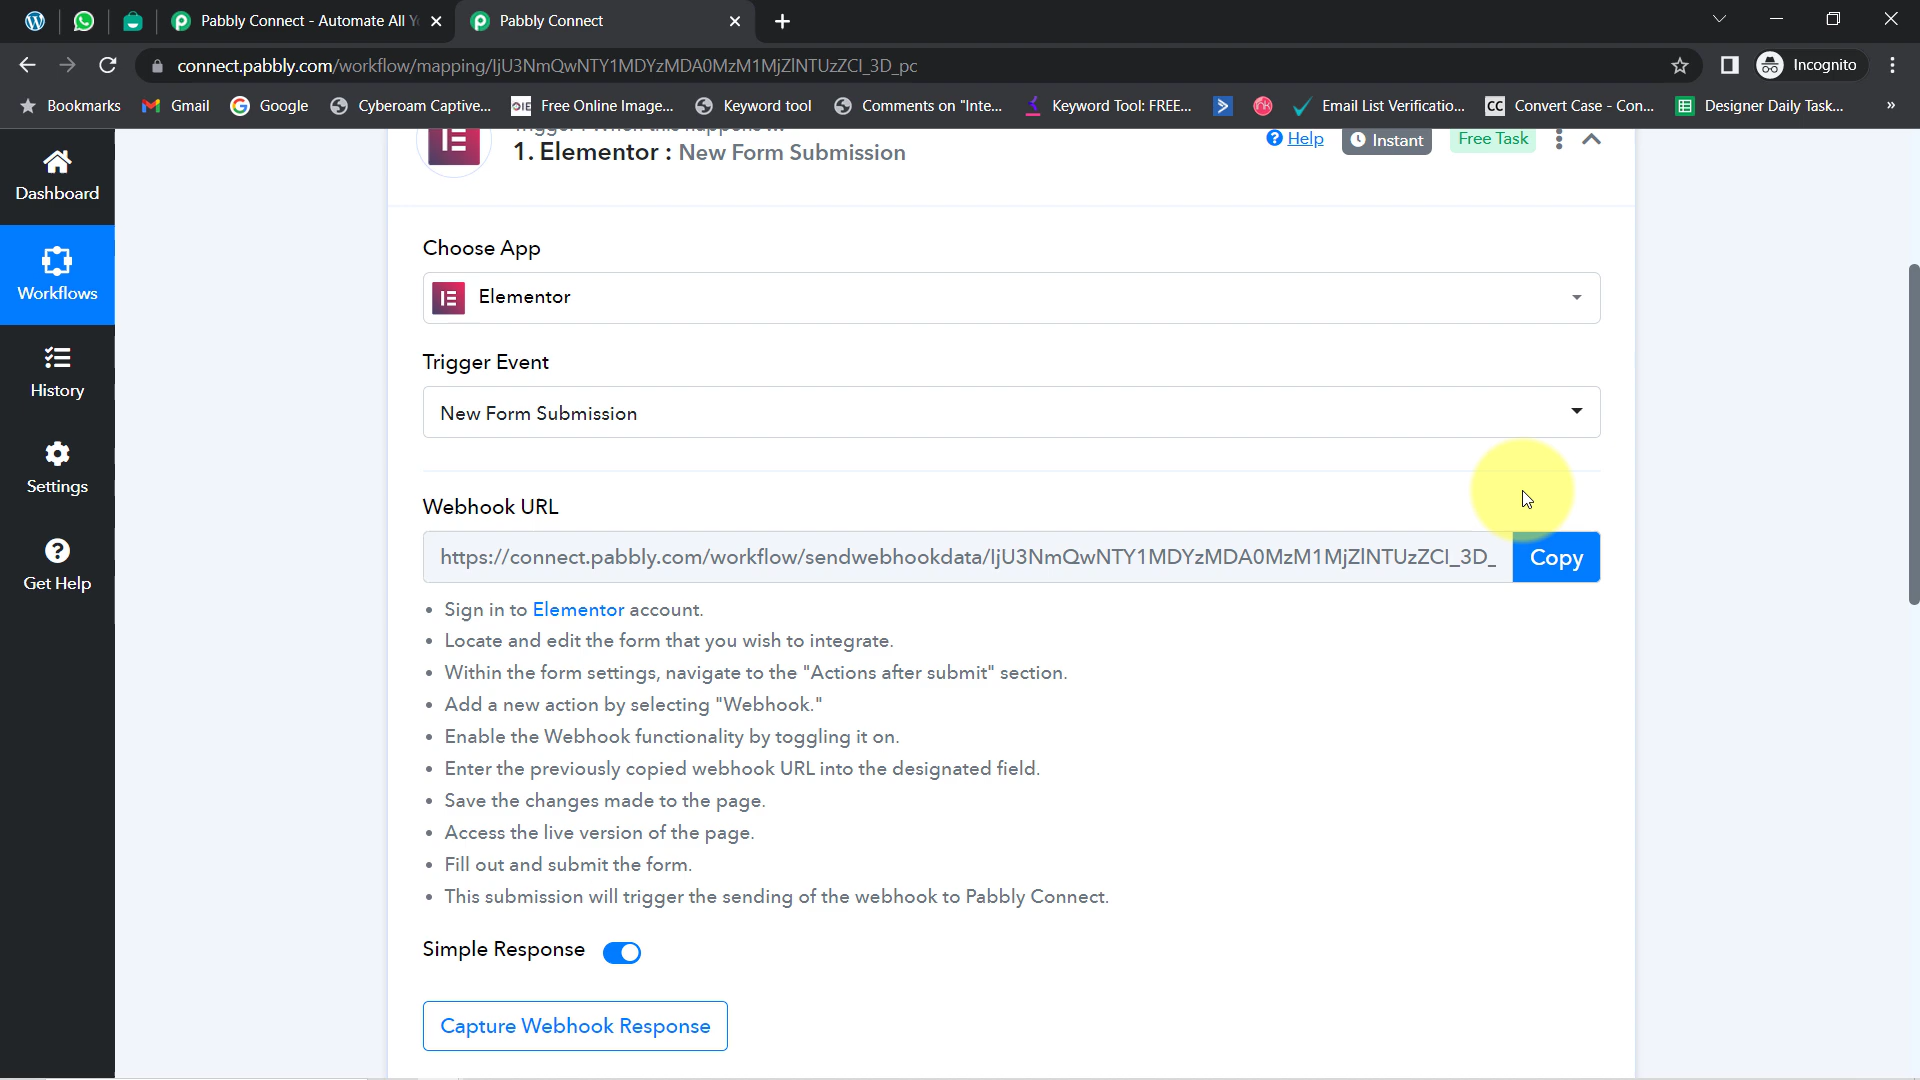 Pabbly Connect - Automate All Y
Pabbly Connect
connect.pabbly.com/workflow/mapping/IjU3NmQwNTY1MDYzMDA0MzM1MjZlNTUzZCI_3D_pc
Incognito
Bookmarks
Gmail
Google
Cyberoam Captive...
Free Online Image...
Keyword tool
Comments on "Inte...
Keyword Tool: FREE...
Email List Verificatio...
CC Convert Case - Con...
Designer Daily Task...
»
Dashboard
Workflows
History
Settings
Get Help
Trigger : When this happens ...
1. Elementor : New Form Submission
Help
Instant
Free Task
Choose App
Elementor
Trigger Event
New Form Submission
Webhook URL
https://connect.pabbly.com/workflow/sendwebhookdata/IjU3NmQwNTY1MDYzMDA0MzM1MjZlNTUzZCI_3D_
Copy
• Sign in to Elementor account.
• Locate and edit the form that you wish to integrate.
• Within the form settings, navigate to the "Actions after submit" section.
• Add a new action by selecting "Webhook."
• Enable the Webhook functionality by toggling it on.
• Enter the previously copied webhook URL into the designated field.
• Save the changes made to the page.
• Access the live version of the page.
• Fill out and submit the form.
• This submission will trigger the sending of the webhook to Pabbly Connect.
Simple Response
Capture Webhook Response